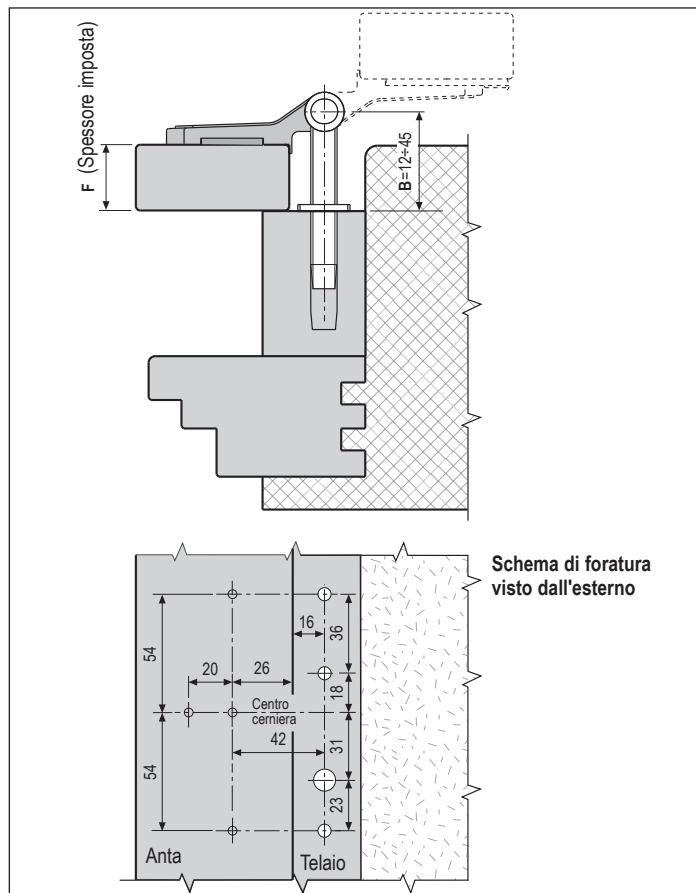 F (Spessore imposta)
B=12÷45
Schema di foratura
visto dall'esterno
16
36
54
20
26
18
Centro
cerniera
42
31
54
23
Anta
Telaio